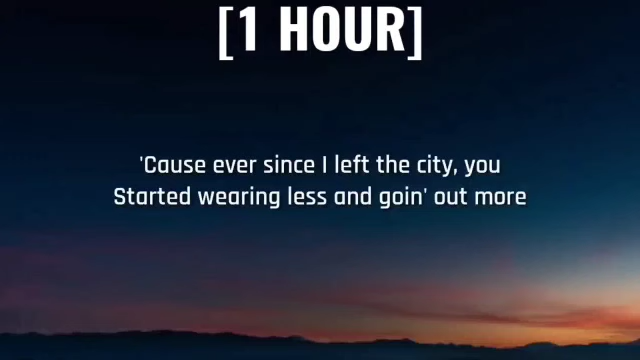 [1 HOUR]
'Cause ever since I left the city, you
Started wearing less and goin' out more